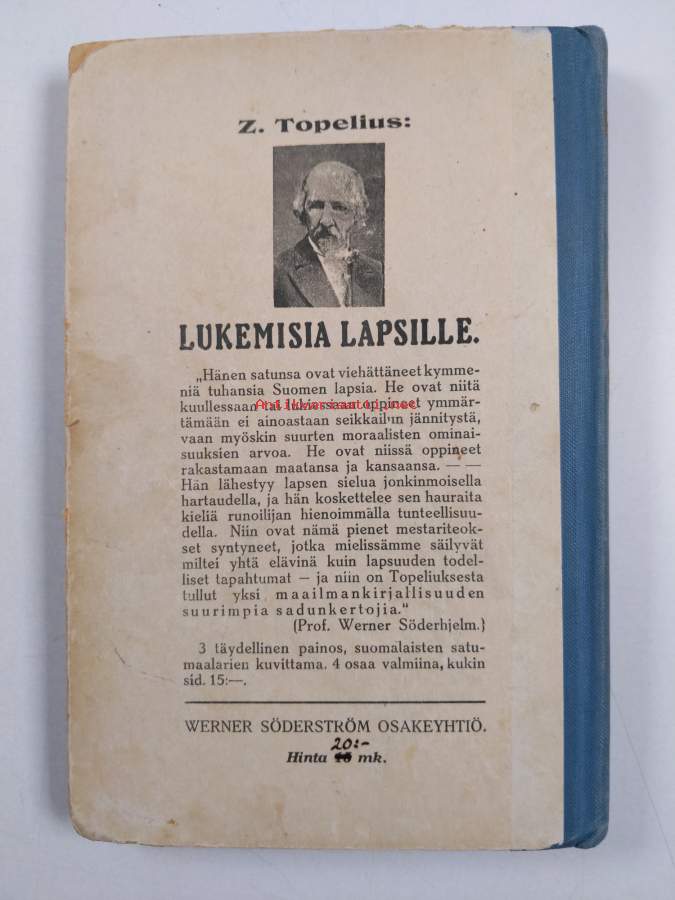 Z. Topelius:
LUKEMISIA LAPSILLE.
„Hänen satunsa ovat viehättäneet kymme-
niä tuhansia Suomen lapsia. He ovat niitä
kuullessaan tai lukiessaan oppineet ymmär-
tämään ei ainoastaan seikkailun jännitystä,
vaan myöskin suurten moraalisten ominai-
suuksien arvoa. He ovat niissä oppineet
rakastamaan maatansa ja kansaansa. — —
Hän lähestyy lapsen sielua jonkinmoisella
hartaudella, ja hän koskettelee sen hauraita
kieliä runoilijan hienoimmalla tunteellisuu-
della. Niin ovat nämä pienet mestariteok-
set syntyneet, jotka mielissämme säilyvät
miltei yhtä elävinä kuin lapsuuden todel-
liset tapahtumat – ja niin on Topeliuksesta
tullut yksi maailmankirjallisuuden
suurimpia sadunkertojia."
(Prof. Werner Söderhjelm.)
3 täydellinen painos, suomalaisten satu-
maalarien kuvittama. 4 osaa valmiina, kukin
sid. 15:—.
WERNER SÖDERSTRÖM OSAKEYHTIÖ.
20:-
Hinta mk.